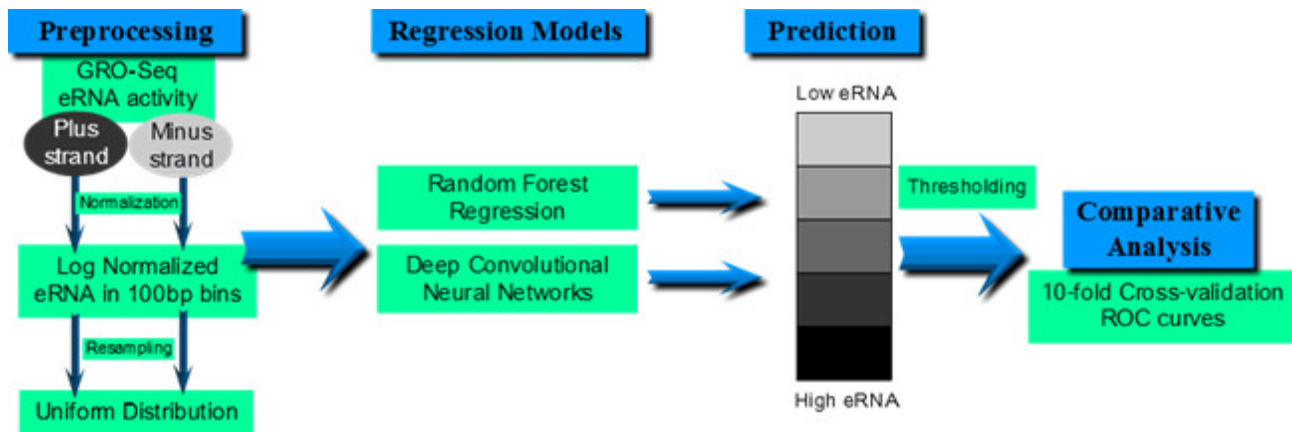 Preprocessing
GRO-Seq
eRNA activity
Plus
strand
Minus
strand
Normalization
Log Normalized
eRNA in 100bp bins
Resampling
Uniform Distribution
Regression Models
Random Forest
Regression
Deep Convolutional
Neural Networks
Prediction
Low eRNA
High eRNA
Thresholding
Comparative
Analysis
10-fold Cross-validation
ROC curves